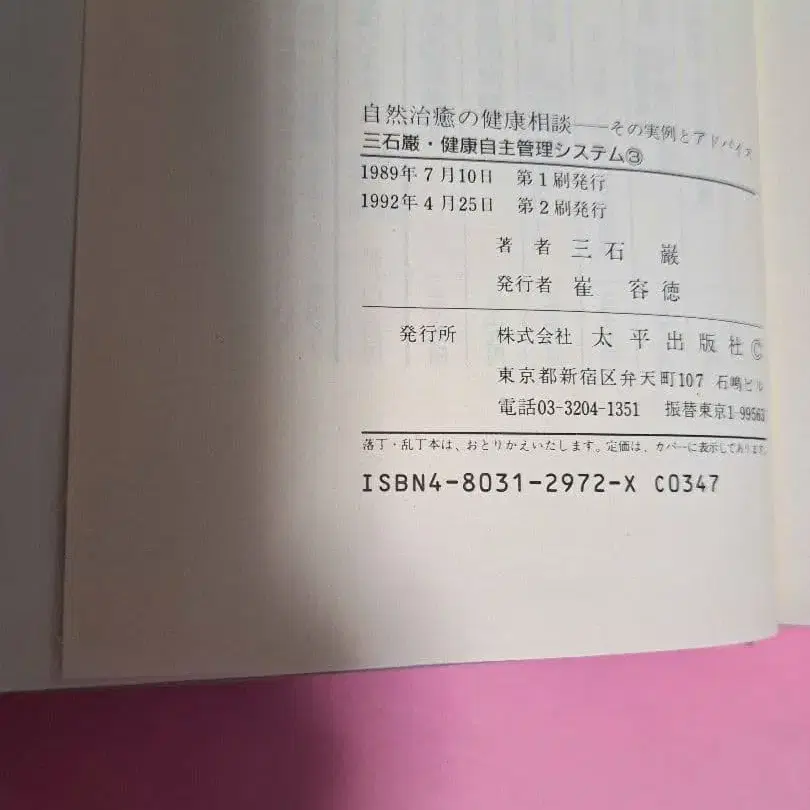 自然治癒の健康相談——その実例とアドバイス
三石巌・健康自主管理システム③
1989年7月10日 第1刷発行
1992年4月25日 第2刷発行
著者 三石 巌
発行者 崔 容徳
発行所 株式会社 太平出版社Ⓒ
東京都新宿区弁天町107 石嶋ビル
電話03-3204-1351 振替東京1-99563
落丁・乱丁本は、おとりかえいたします。定価は、カバーに表示してあります。
ISBN4-8031-2972-X C0347